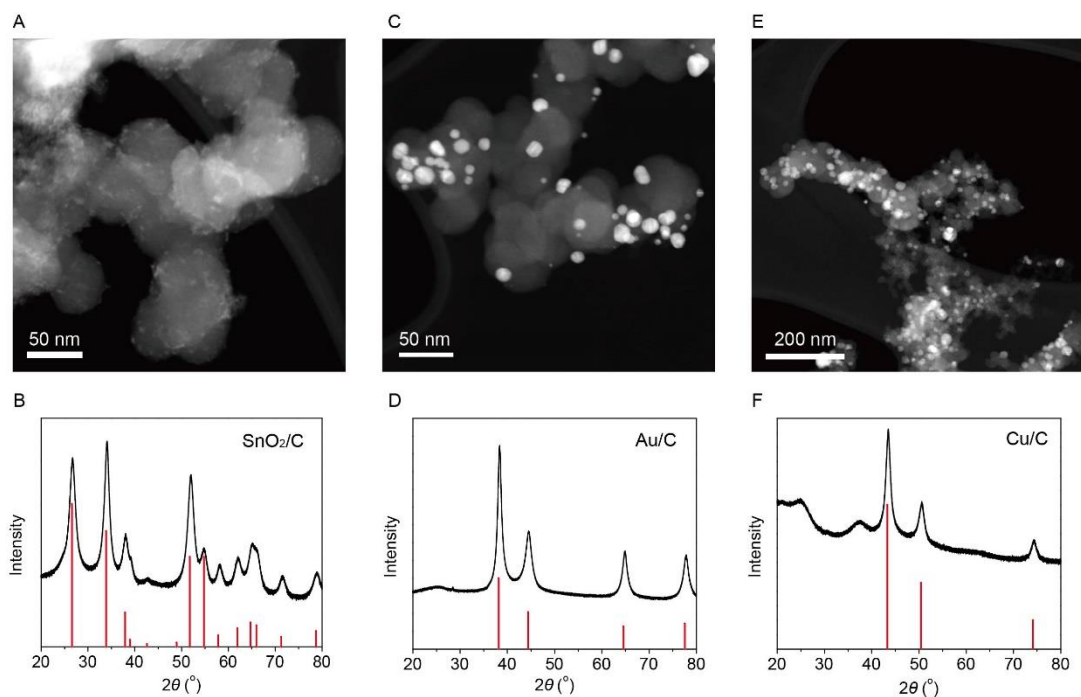 A
C
E
50 nm
50 nm
200 nm
B
D
F
SnO₂/C
Au/C
Cu/C
Intensity
Intensity
Intensity
20 30 40 50 60 70 80
20 30 40 50 60 70 80
20 30 40 50 60 70 80
2θ (°)
2θ (°)
2θ (°)